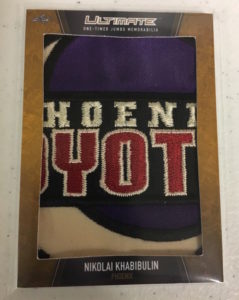 ULTIMATE
ONE-TIMER JUMBO MEMORABILIA
HOENI
OYOT
NIKOLAI KHABIBULIN
PHOENIX